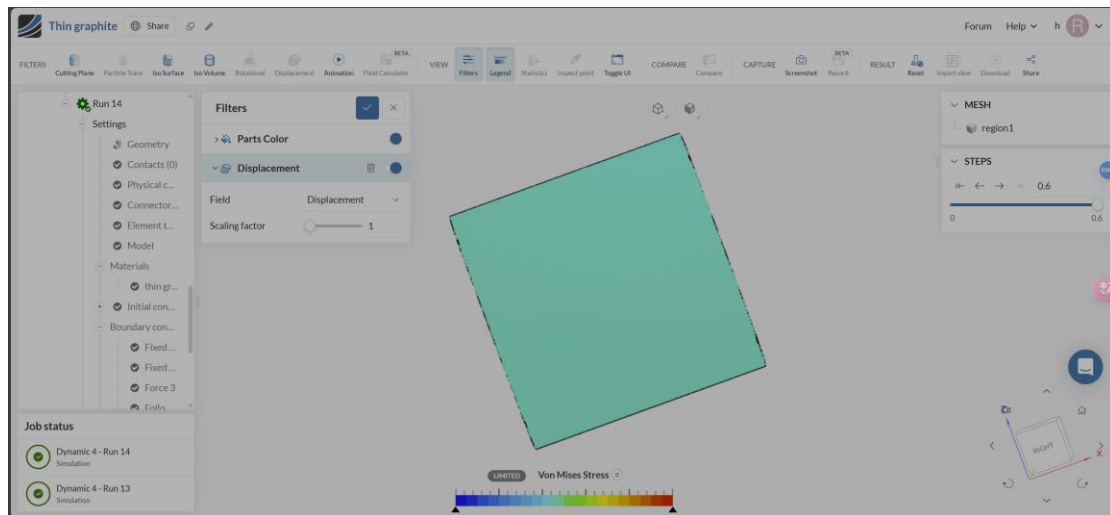 Thin graphite Share Forum Help h R
FILTERS Cutting Plane Particle Trace Iso Surface Iso Volume Rotational Displacement Animation BETA Field Calculator VIEW Filters Legend Statistics Inspect point Toggle UI COMPARE Compare CAPTURE Screenshot BETA Record RESULT Reset Import view Download Share
Run 14
Settings
Geometry
Contacts (0)
Physical c...
Connector...
Element t...
Model
Materials
thin gr...
Initial con...
Boundary con...
Fixed ...
Fixed ...
Force 3
Follo
Job status
Dynamic 4 - Run 14
Simulation
Dynamic 4 - Run 13
Simulation
Filters
Parts Color
Displacement
Field Displacement
Scaling factor 1
LIMITED Von Mises Stress
MESH
region1
STEPS
0.6
0 0.6
RIGHT
X